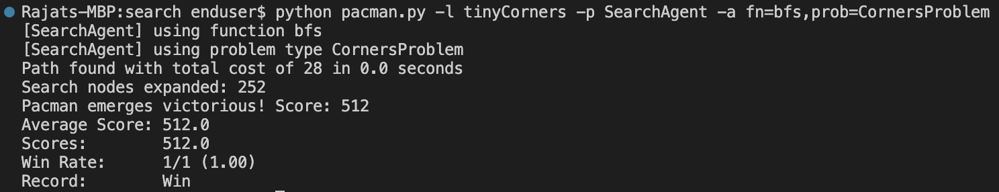 Rajats-MBP:search enduser$ python pacman.py -l tinyCorners -p SearchAgent -a fn=bfs,prob=CornersProblem
[SearchAgent] using function bfs
[SearchAgent] using problem type CornersProblem
Path found with total cost of 28 in 0.0 seconds
Search nodes expanded: 252
Pacman emerges victorious! Score: 512
Average Score: 512.0
Scores:        512.0
Win Rate:      1/1 (1.00)
Record:        Win